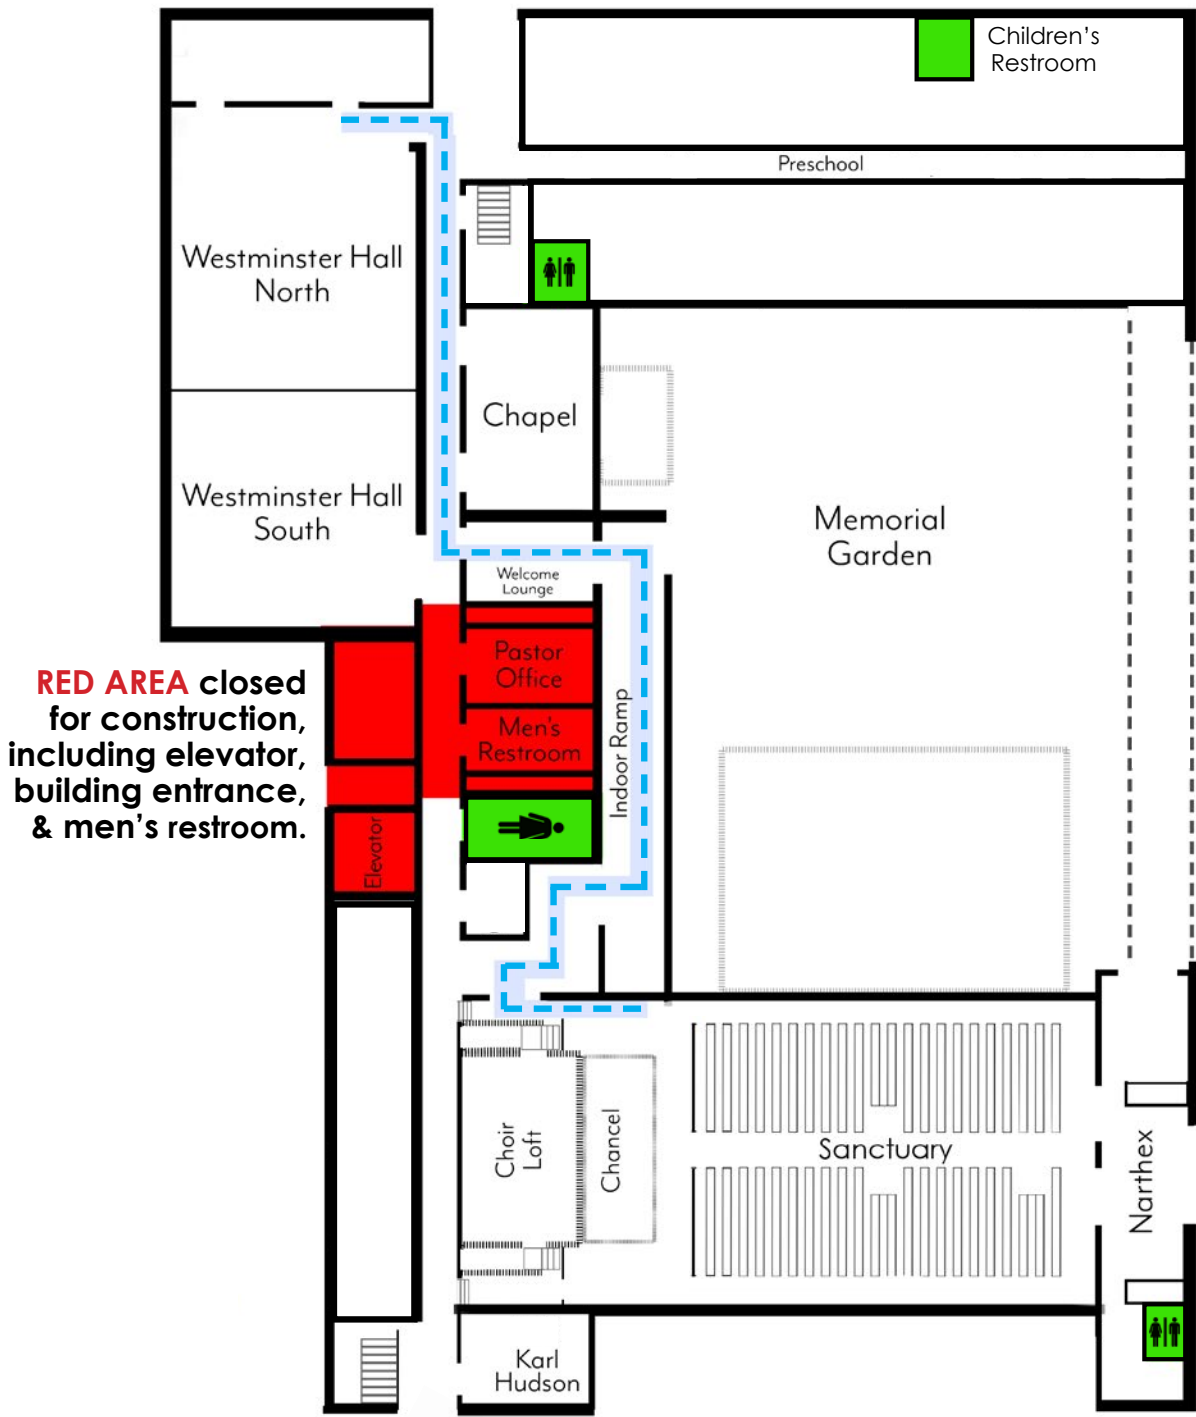 Children's
Restroom
Preschool
Westminster Hall
North
Chapel
Westminster Hall
South
Memorial
Garden
Welcome
Lounge
RED AREA closed
for construction,
including elevator,
building entrance,
& men's restroom.
Pastor
Office
Men's
Restroom
Indoor Ramp
Elevator
Choir
Loft
Chancel
Sanctuary
Narthex
Karl
Hudson